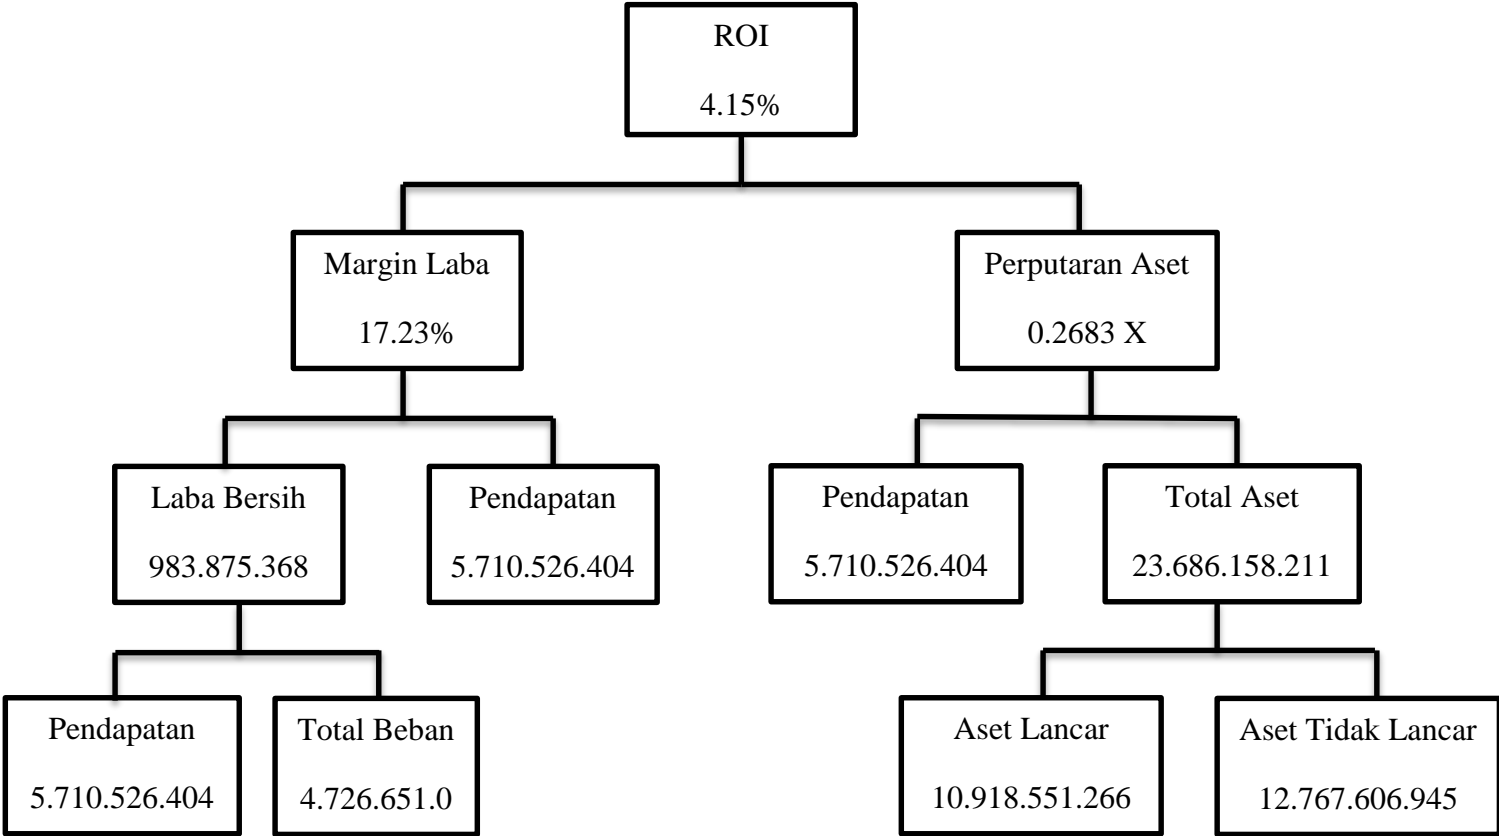 ROI
4.15%
Margin Laba
17.23%
Perputaran Aset
0.2683 X
Laba Bersih
983.875.368
Pendapatan
5.710.526.404
Pendapatan
5.710.526.404
Total Aset
23.686.158.211
Pendapatan
5.710.526.404
Total Beban
4.726.651.0
Aset Lancar
10.918.551.266
Aset Tidak Lancar
12.767.606.945